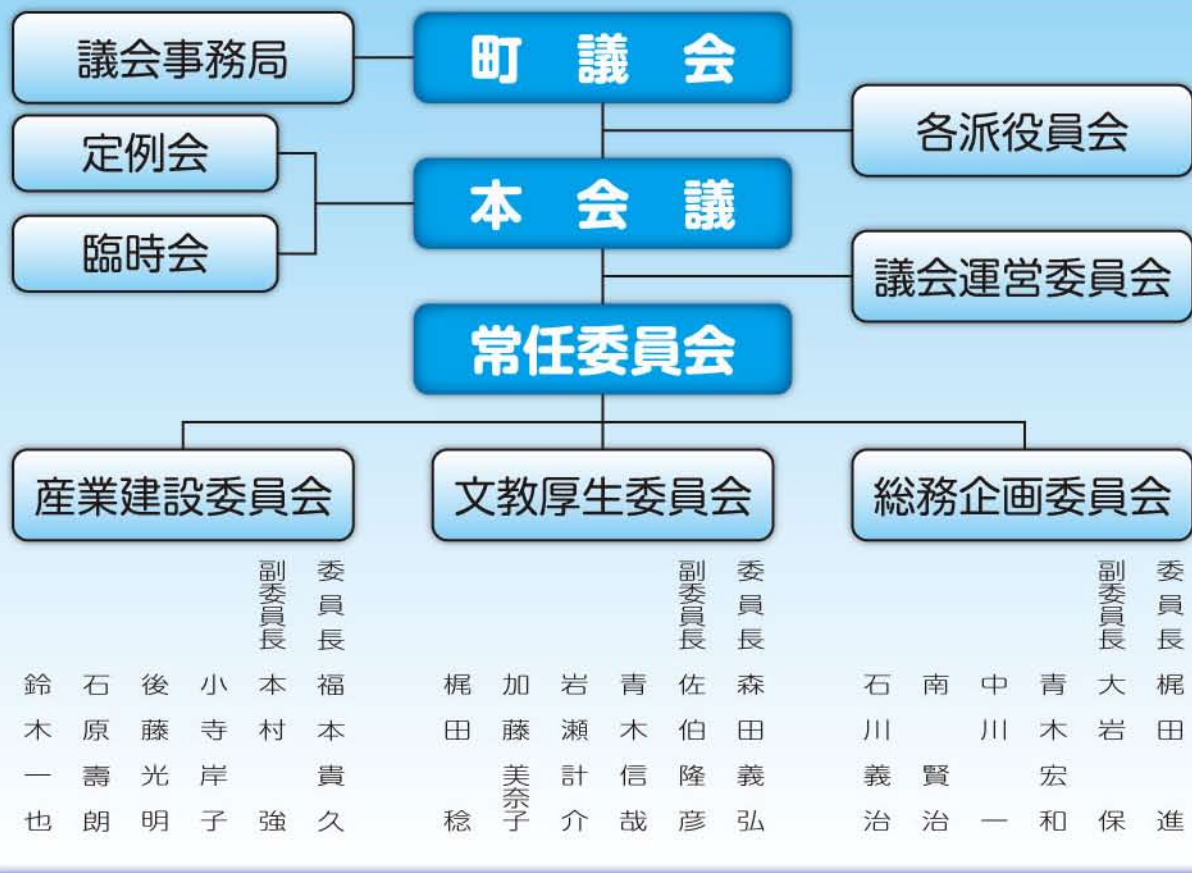 議会事務局
町議会
各派役員会
定例会
本会議
臨時会
議会運営委員会
常任委員会
産業建設委員会
委員長 福本貴久
副委員長 本村強
小寺岸子
後藤光明
石原壽朗
鈴木一也
文教厚生委員会
委員長 森田義弘
副委員長 佐伯隆彦
青木信哉
岩瀬計介
加藤美奈子
梶田稔
総務企画委員会
委員長 梶田進
副委員長 大岩保
青木宏和
中川一
南賢治
石川義治